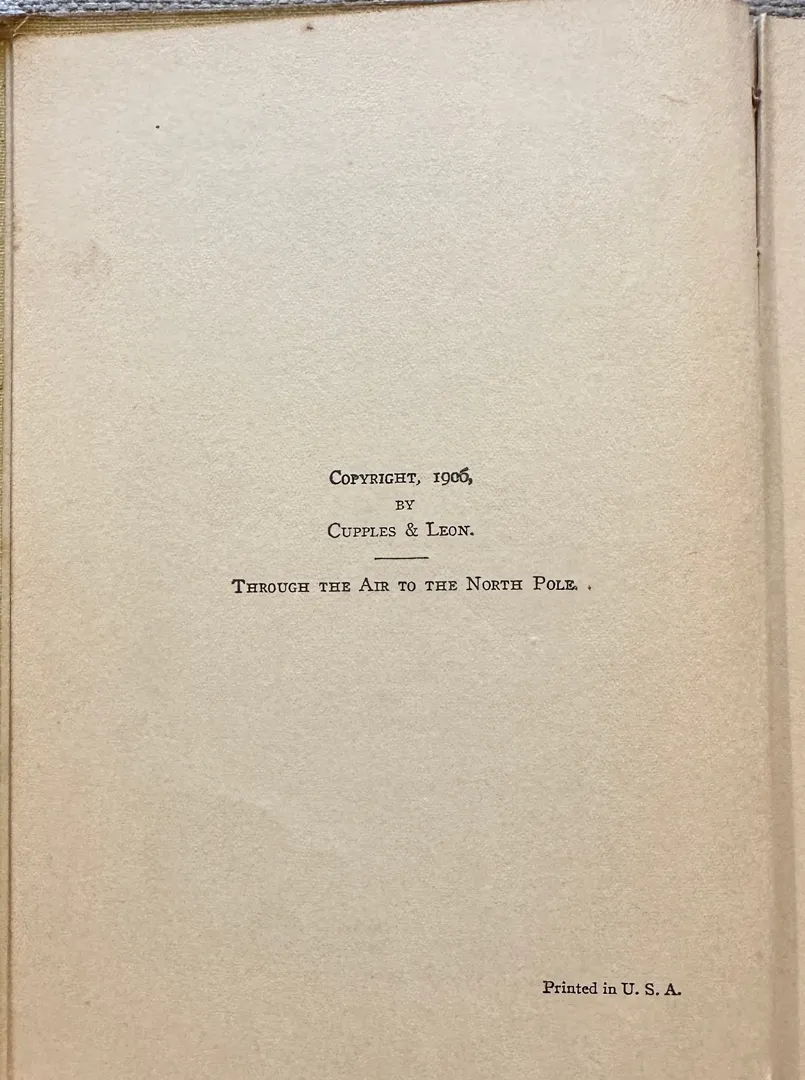 COPYRIGHT, 1906,
BY
CUPPLES & LEON.
THROUGH THE AIR TO THE NORTH POLE.
Printed in U. S. A.